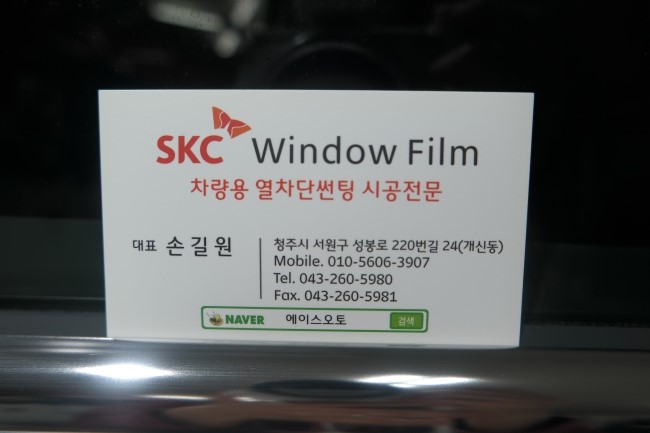 SKC Window Film
차량용 열차단썬팅 시공전문
대표 손길원
청주시 서원구 성봉로 220번길 24(개신동)
Mobile. 010-5606-3907
Tel. 043-260-5980
Fax. 043-260-5981
NAVER 에이스오토 검색